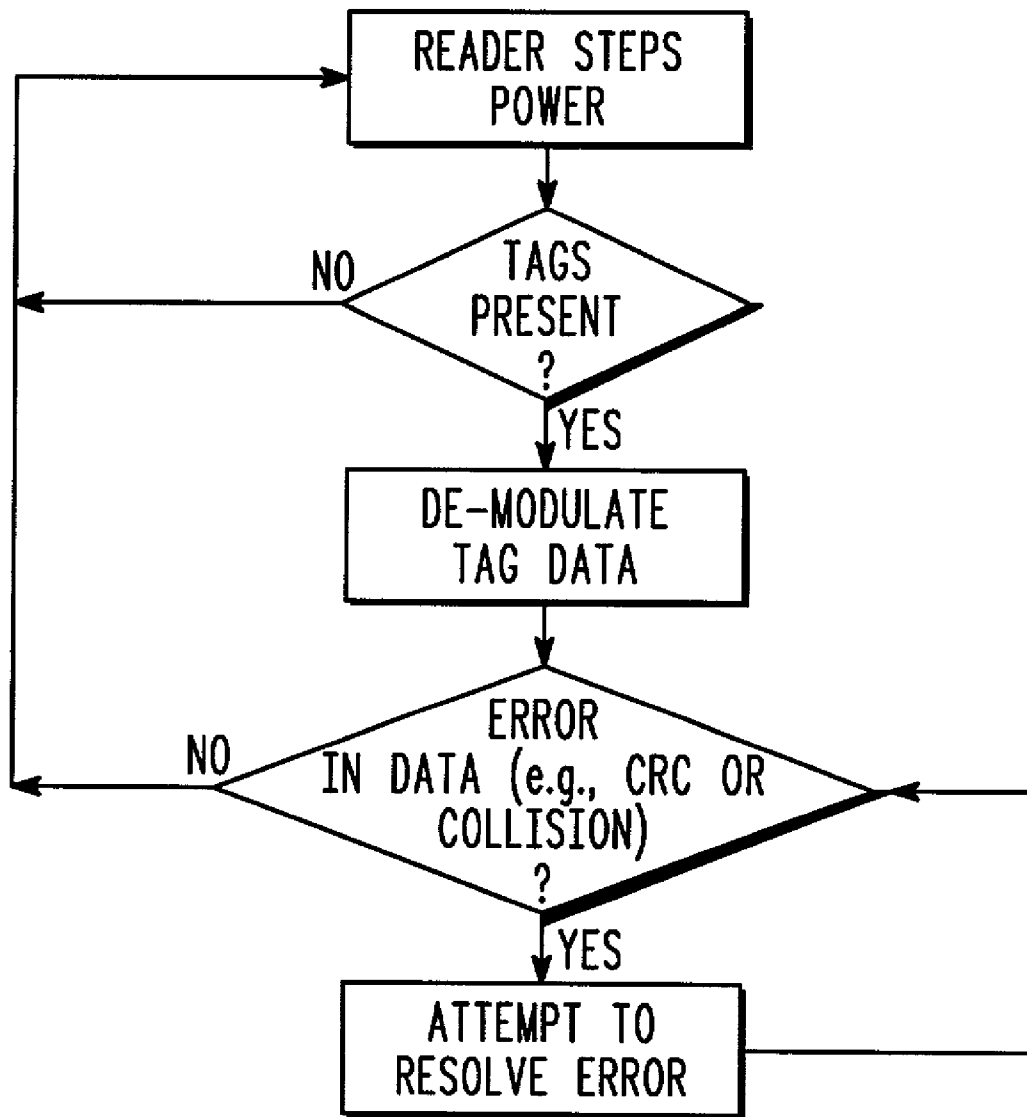 READER STEPS
POWER
NO
TAGS
PRESENT
?
YES
DE-MODULATE
TAG DATA
NO
ERROR
IN DATA (e.g., CRC OR
COLLISION)
?
YES
ATTEMPT TO
RESOLVE ERROR